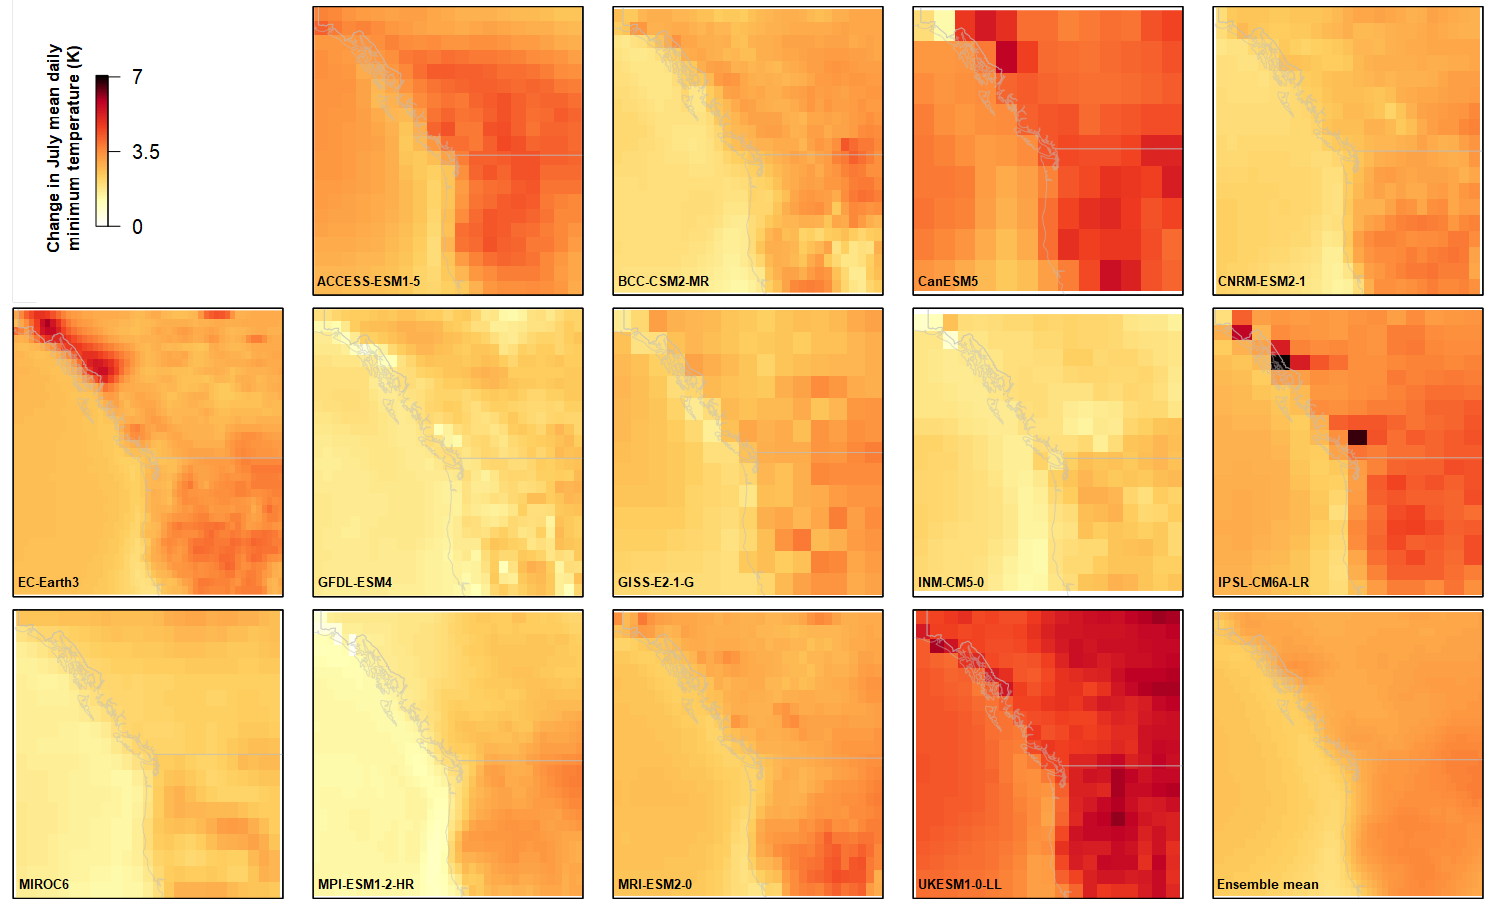 Change in July mean daily
minimum temperature (K)
7
3.5
0
ACCESS-ESM1-5
BCC-CSM2-MR
CanESM5
CNRM-ESM2-1
EC-Earth3
GFDL-ESM4
GISS-E2-1-G
INM-CM5-0
IPSL-CM6A-LR
MIROC6
MPI-ESM1-2-HR
MRI-ESM2-0
UKESM1-0-LL
Ensemble mean